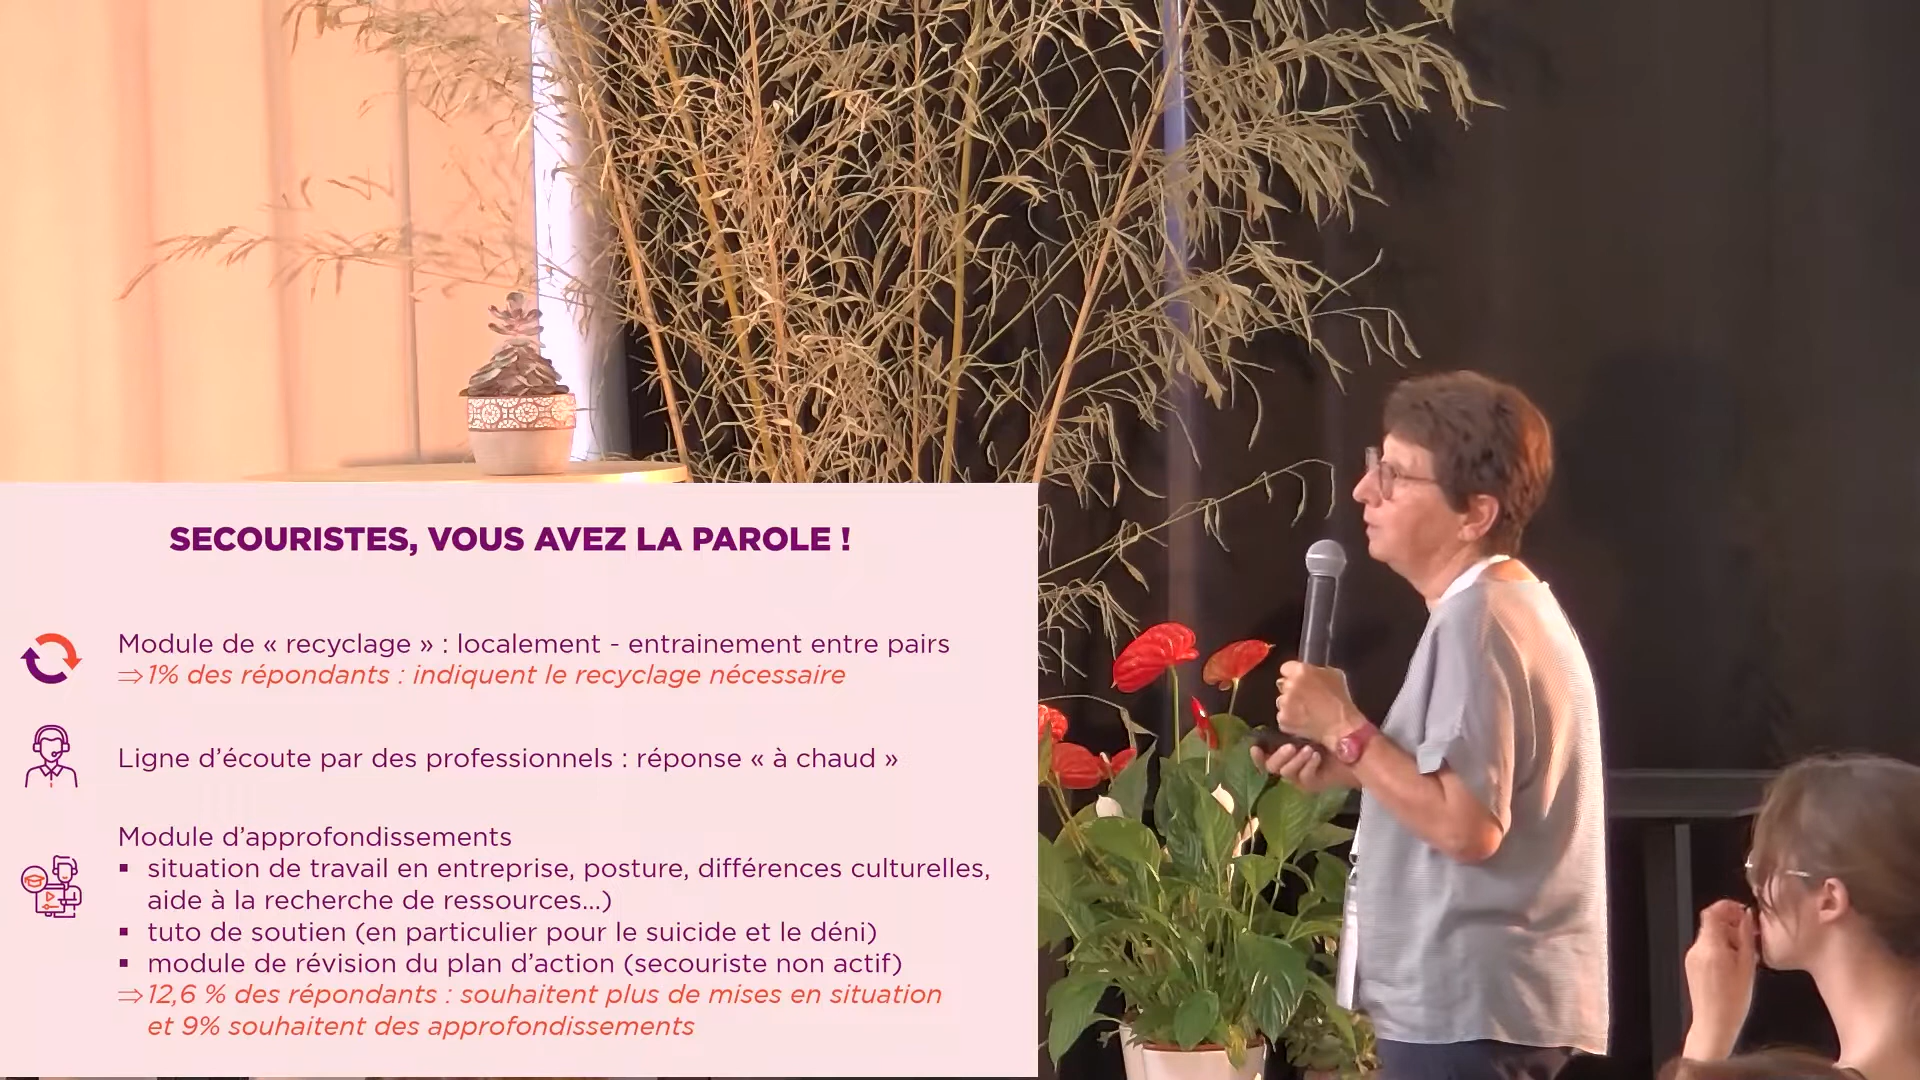 SECOURISTES, VOUS AVEZ LA PAROLE !
Module de « recyclage » : localement - entrainement entre pairs
⇒ 1% des répondants : indiquent le recyclage nécessaire
Ligne d’écoute par des professionnels : réponse « à chaud »
Module d’approfondissements
▪ situation de travail en entreprise, posture, différences culturelles,
aide à la recherche de ressources...)
▪ tuto de soutien (en particulier pour le suicide et le déni)
▪ module de révision du plan d’action (secouriste non actif)
⇒ 12,6 % des répondants : souhaitent plus de mises en situation
et 9% souhaitent des approfondissements